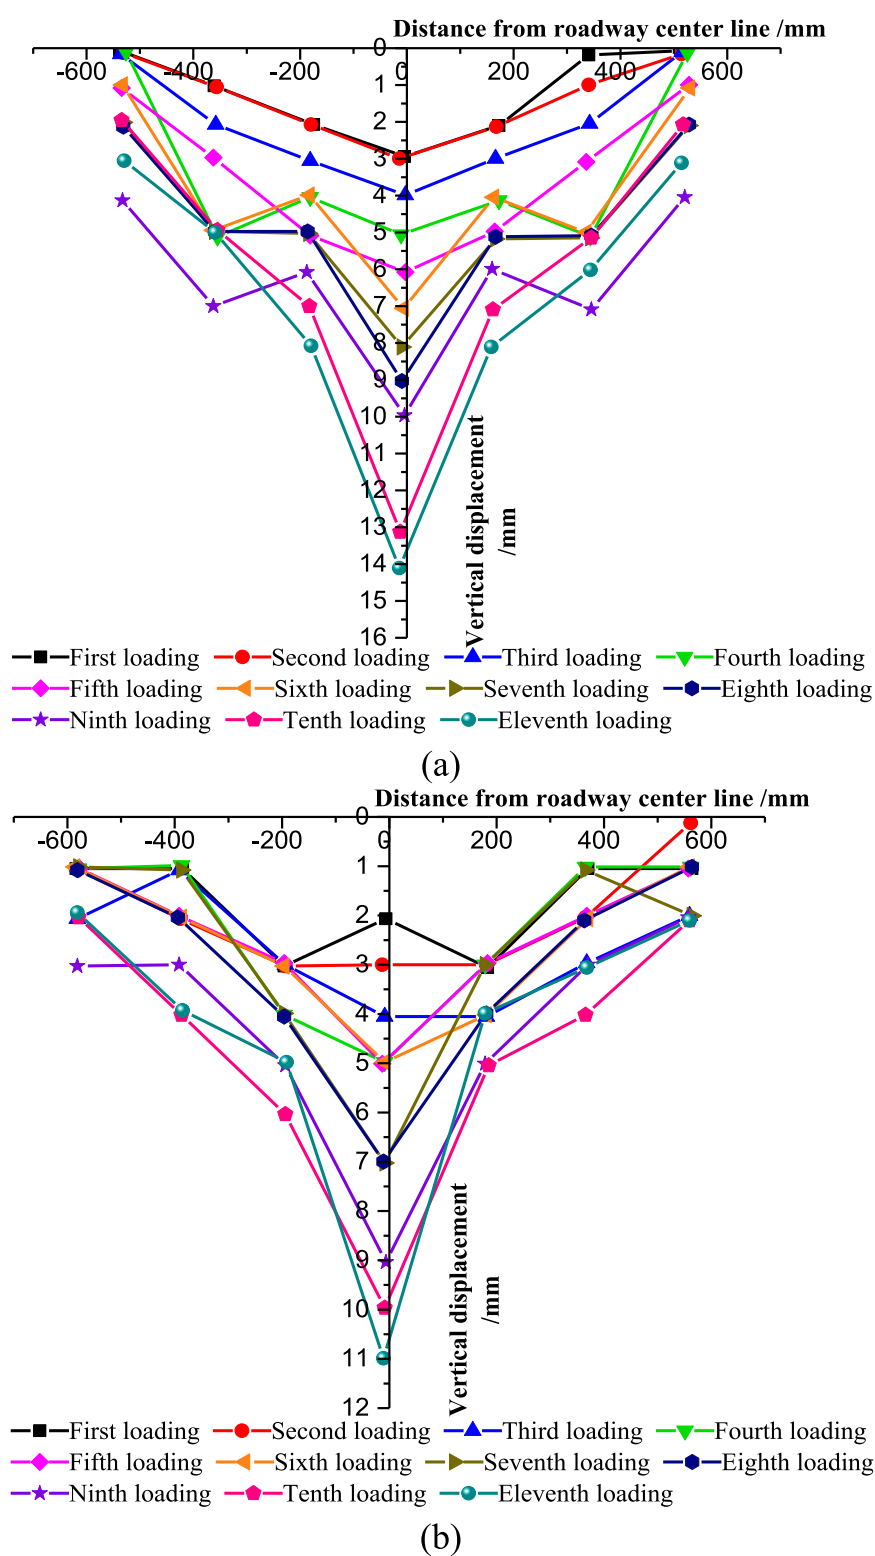 Distance from roadway center line /mm
-600 -400 -200 0 200 400 600
0
1
2
3
4
5
6
7
8
9
10
11
12
13
14
15
16
Vertical displacement
/mm
First loading Second loading Third loading Fourth loading
Fifth loading Sixth loading Seventh loading Eighth loading
Ninth loading Tenth loading Eleventh loading
(a)
Distance from roadway center line /mm
-600 -400 -200 0 200 400 600
0
1
2
3
4
5
6
7
8
9
10
11
12
Vertical displacement
/mm
First loading Second loading Third loading Fourth loading
Fifth loading Sixth loading Seventh loading Eighth loading
Ninth loading Tenth loading Eleventh loading
(b)